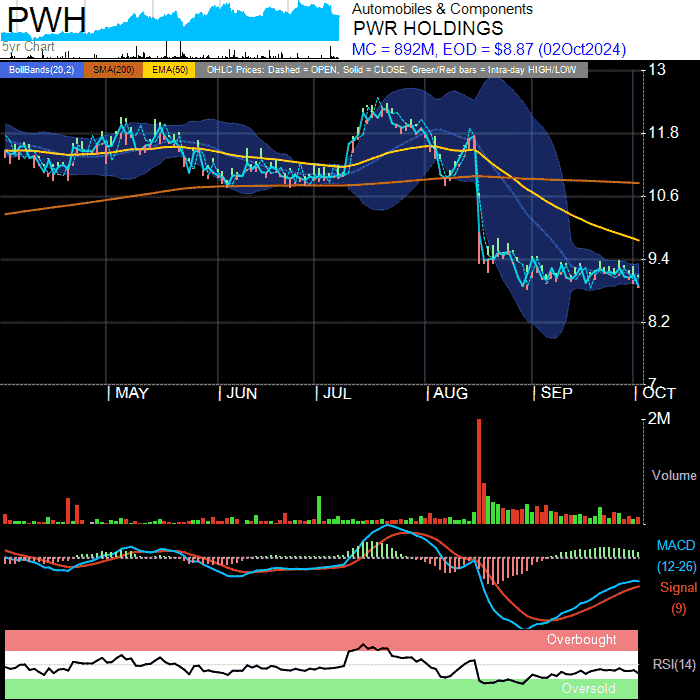 PWH
5yr Chart
Automobiles & Components
PWR HOLDINGS
MC = 892M, EOD = $8.87 (02Oct2024)
BollBands(20,2) SMA(200) EMA(50) OHLC Prices: Dashed = OPEN, Solid = CLOSE, Green/Red bars = Intra-day HIGH/LOW
13
11.8
10.6
9.4
8.2
7
MAY JUN JUL AUG SEP OCT
2M
Volume
MACD
(12-26)
Signal
(9)
Overbought
RSI(14)
Oversold